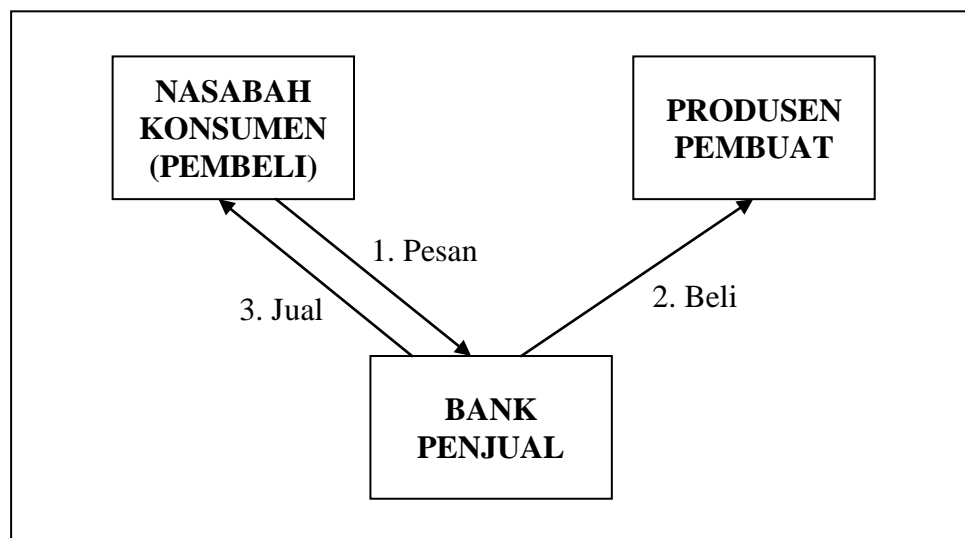 NASABAH
KONSUMEN
(PEMBELI)
PRODUSEN
PEMBUAT
1. Pesan
3. Jual
2. Beli
BANK
PENJUAL